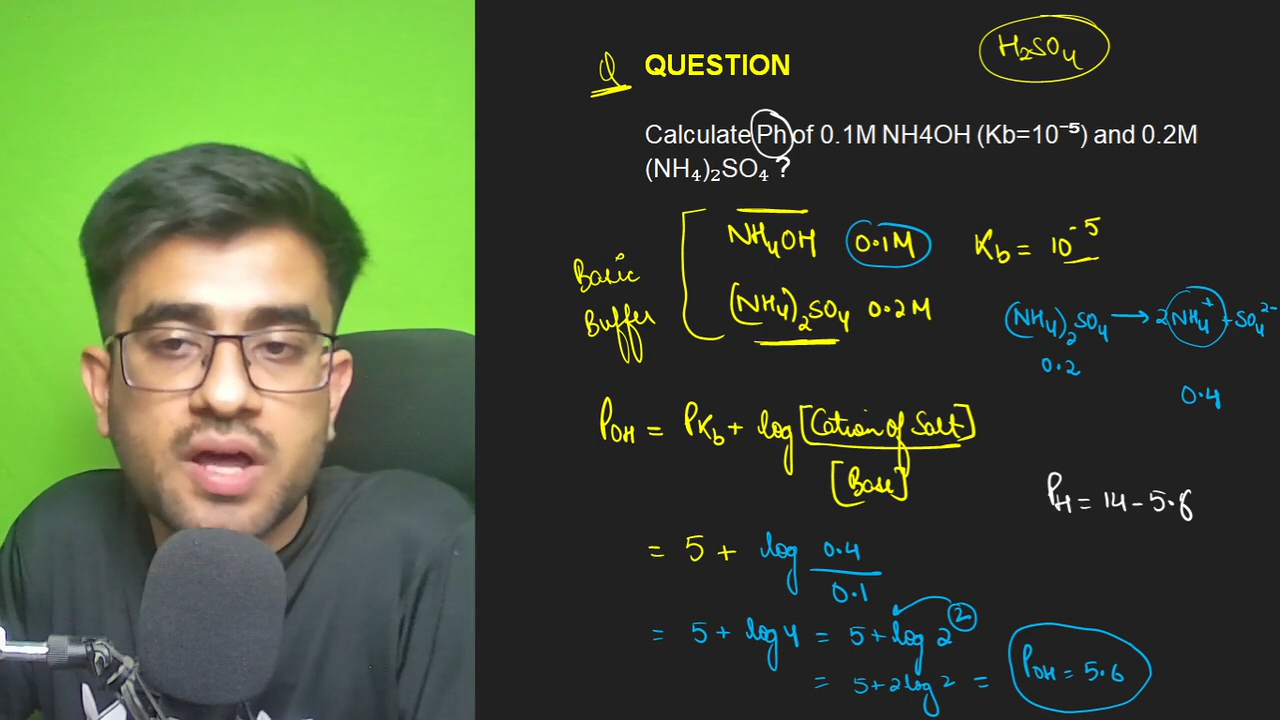 H₂SO₄
Q QUESTION
Calculate Ph of 0.1M NH4OH (Kb=10⁻⁵) and 0.2M
(NH₄)₂SO₄ ?
Basic
Buffer
NH₄OH 0.1M Kb = 10⁻⁵
(NH₄)₂SO₄ 0.2M
(NH₄)₂SO₄ → 2NH₄⁺ + SO₄²⁻
0.2
0.4
POH = PKb + log [Cation of Salt]
[Base]
PH = 14 - 5.6
= 5 + log 0.4
0.1
= 5 + log 4 = 5 + log 2²
= 5 + 2 log 2 = POH = 5.6